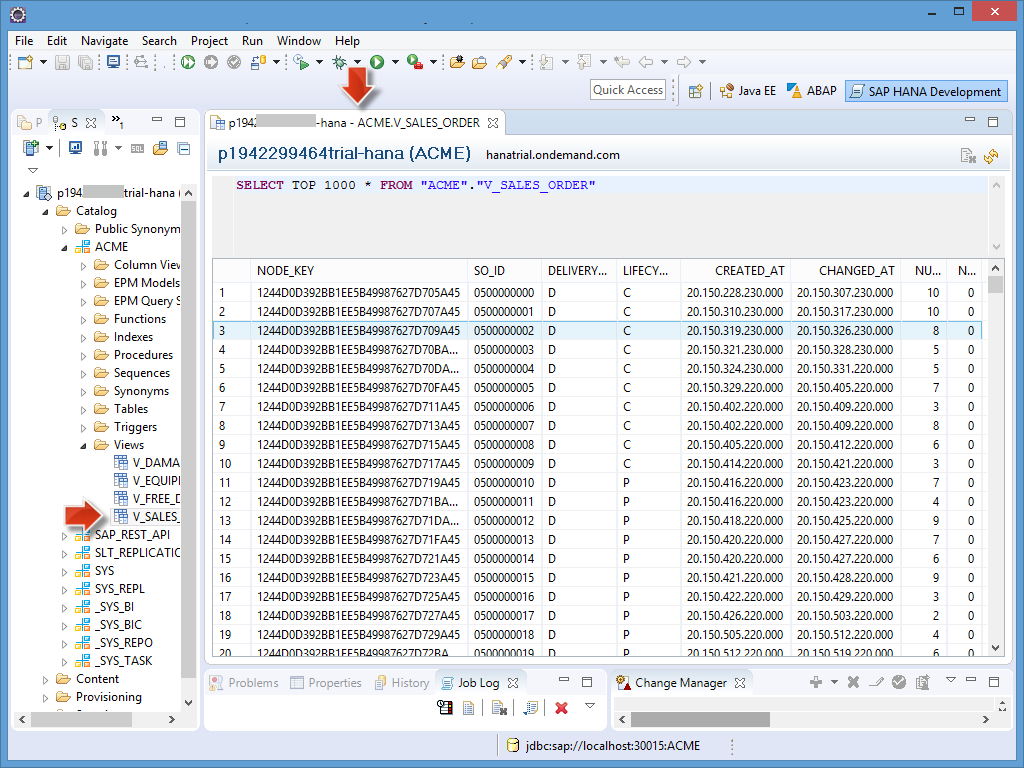 File Edit Navigate Search Project Run Window Help
Quick Access Java EE ABAP SAP HANA Development
P S »1
p194 -hana - ACME.V_SALES_ORDER
p1942299464trial-hana (ACME) hanatrial.ondemand.com
SELECT TOP 1000 * FROM "ACME"."V_SALES_ORDER"
p194 trial-hana (
Catalog
Public Synonym
ACME
Column View
EPM Models
EPM Query S
Functions
Indexes
Procedures
Sequences
Synonyms
Tables
Triggers
Views
V_DAMA
V_EQUIPI
V_FREE_D
V_SALES_
SAP_REST_API
SLT_REPLICATIO
SYS
SYS_REPL
_SYS_BI
_SYS_BIC
_SYS_REPO
_SYS_TASK
Content
Provisioning
NODE_KEY SO_ID DELIVERY... LIFECY... CREATED_AT CHANGED_AT NU... N...
1 1244D0D392BB1EE5B49987627D705A45 0500000000 D C 20.150.228.230.000 20.150.307.230.000 10 0
2 1244D0D392BB1EE5B49987627D707A45 0500000001 D C 20.150.310.230.000 20.150.317.230.000 10 0
3 1244D0D392BB1EE5B49987627D709A45 0500000002 D C 20.150.319.230.000 20.150.326.230.000 8 0
4 1244D0D392BB1EE5B49987627D70BA... 0500000003 D C 20.150.321.230.000 20.150.328.230.000 5 0
5 1244D0D392BB1EE5B49987627D70DA... 0500000004 D C 20.150.324.230.000 20.150.331.220.000 5 0
6 1244D0D392BB1EE5B49987627D70FA45 0500000005 D C 20.150.329.220.000 20.150.405.220.000 7 0
7 1244D0D392BB1EE5B49987627D711A45 0500000006 D C 20.150.402.220.000 20.150.409.220.000 3 0
8 1244D0D392BB1EE5B49987627D713A45 0500000007 D C 20.150.402.220.000 20.150.409.220.000 8 0
9 1244D0D392BB1EE5B49987627D715A45 0500000008 D C 20.150.405.220.000 20.150.412.220.000 6 0
10 1244D0D392BB1EE5B49987627D717A45 0500000009 D C 20.150.414.220.000 20.150.421.220.000 3 0
11 1244D0D392BB1EE5B49987627D719A45 0500000010 D P 20.150.416.220.000 20.150.423.220.000 7 0
12 1244D0D392BB1EE5B49987627D71BA... 0500000011 D P 20.150.416.220.000 20.150.423.220.000 4 0
13 1244D0D392BB1EE5B49987627D71DA... 0500000012 D P 20.150.418.220.000 20.150.425.220.000 9 0
14 1244D0D392BB1EE5B49987627D71FA45 0500000013 D P 20.150.420.220.000 20.150.427.220.000 7 0
15 1244D0D392BB1EE5B49987627D721A45 0500000014 D P 20.150.420.220.000 20.150.427.220.000 6 0
16 1244D0D392BB1EE5B49987627D723A45 0500000015 D P 20.150.421.220.000 20.150.428.220.000 9 0
17 1244D0D392BB1EE5B49987627D725A45 0500000016 D P 20.150.422.220.000 20.150.429.220.000 3 0
18 1244D0D392BB1EE5B49987627D727A45 0500000017 D P 20.150.426.220.000 20.150.503.220.000 2 0
19 1244D0D392BB1EE5B49987627D729A45 0500000018 D P 20.150.505.220.000 20.150.512.220.000 4 0
20 1244D0D392BB1EE5B49987627D72BA... 0500000019 D P 20.150.512.220.000 20.150.519.220.000 6 0
Problems Properties History Job Log
Change Manager
jdbc:sap://localhost:30015:ACME